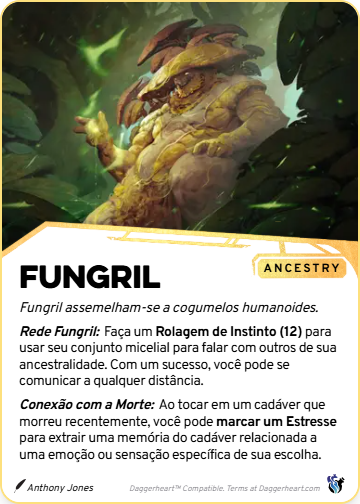 FUNGRIL
ANCESTRY
Fungril assemelham-se a cogumelos humanoides.
Rede Fungril: Faça um Rolagem de Instinto (12) para
usar seu conjunto micelial para falar com outros de sua
ancestralidade. Com um sucesso, você pode se
comunicar a qualquer distância.
Conexão com a Morte: Ao tocar em um cadáver que
morreu recentemente, você pode marcar um Estresse
para extrair uma memória do cadáver relacionada a
uma emoção ou sensação específica de sua escolha.
Anthony Jones
Daggerheart™ Compatible. Terms at Daggerheart.com